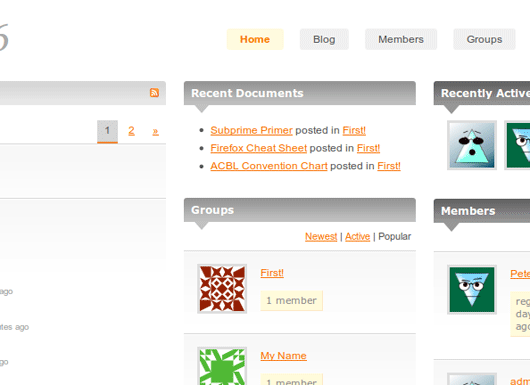 6
Home Blog Members Groups
1 2 »
ago
utes ago
go
Recent Documents
Subprime Primer posted in First!
Firefox Cheat Sheet posted in First!
ACBL Convention Chart posted in First!
Groups
Newest | Active | Popular
First!
1 member
My Name
1 member
Recently Active
Members
Pete
reg
day
ago
adm